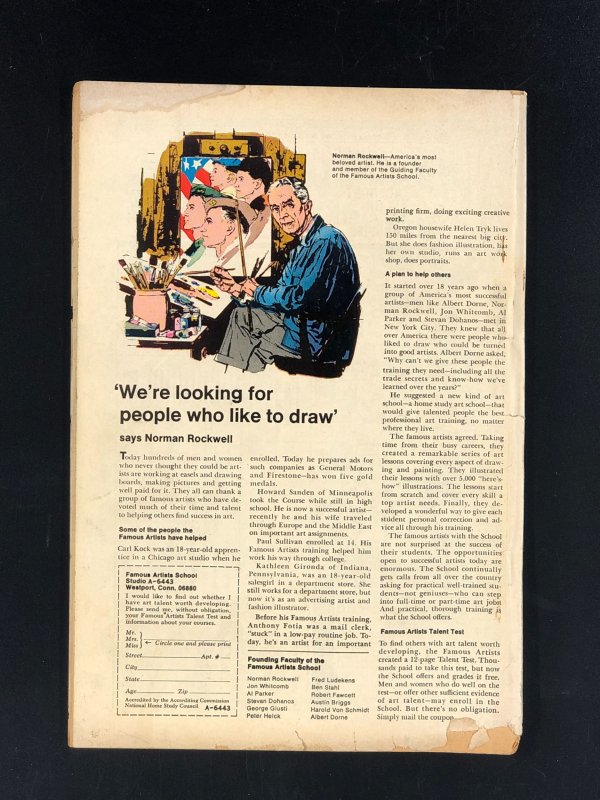 Norman Rockwell—America's most
beloved artist. He is a founder
and member of the Guiding Faculty
of the Famous Artists School.
'We're looking for
people who like to draw'
says Norman Rockwell
Today hundreds of men and women
who never thought they could be art-
ists are working at easels and drawing
boards, making pictures and getting
well paid for it. They all can thank a
group of famous artists who have de-
voted much of their time and talent
to helping others find success in art.
Some of the people the
Famous Artists have helped
Carl Kock was an 18-year-old appren-
tice in a Chicago art studio when he
enrolled. Today he prepares ads for
such companies as General Motors
and Firestone—has won five gold
medals.
Howard Sanden of Minneapolis
took the Course while still in high
school. He is now a successful artist—
recently he and his wife traveled
through Europe and the Middle East
on important art assignments.
Paul Sullivan enrolled at 14. His
Famous Artists training helped him
work his way through college.
Kathleen Gironda of Indiana,
Pennsylvania, was an 18-year-old
salesgirl in a department store. She
still works for a department store, but
now it's as an advertising artist and
fashion illustrator.
Before his Famous Artists training,
Anthony Fotia was a mail clerk,
"stuck" in a low-pay routine job. To-
day, he's an artist for an important
printing firm, doing exciting creative
work.
Oregon housewife Helen Tryk lives
150 miles from the nearest big city.
But she does fashion illustration, has
her own studio, runs an art work
shop, does portraits.
A plan to help others
It started over 18 years ago when a
group of America's most successful
artists—men like Albert Dorne, Nor-
man Rockwell, Jon Whitcomb, Al
Parker and Stevan Dohanos—met in
New York City. They knew that all
over America there were people who
liked to draw who could be turned
into good artists. Albert Dorne asked,
"Why can't we give these people the
training they need—including all the
trade secrets and know-how we've
learned over the years?"
He suggested a new kind of art
school—a home study art school—that
would give talented people the best
professional art training, no matter
where they live.
The famous artists agreed. Taking
time from their busy careers, they
created a remarkable series of art
lessons covering every aspect of draw-
ing and painting. They illustrated
their lessons with over 5,000 "here's-
how" illustrations. The lessons start
from scratch and cover every skill a
top artist needs. Finally, they de-
veloped a wonderful way to give each
student personal correction and ad-
vice all through his training.
The famous artists with the School
are not surprised at the success of
their students. The opportunities
open to successful artists today are
enormous. The School continually
gets calls from all over the country
asking for practical well-trained stu-
dents—not geniuses—who can step
into full-time or part-time art jobs.
And practical, thorough training is
what the School offers.
Famous Artists Talent Test
To find others with art talent worth
developing, the Famous Artists
created a 12-page Talent Test. Thou-
sands paid to take this test, but now
the School offers and grades it free.
Men and women who do well on the
test—or offer other sufficient evidence
of art talent—may enroll in the
School. But there's no obligation.
Simply mail the coupon.
Famous Artists School
Studio A-6443
Westport, Conn. 06880
I would like to find out whether I
have art talent worth developing.
Please send me, without obligation,
your Famous Artists Talent Test and
information about your courses.
Mr.
Mrs.
Miss
Circle one and please print
Street Apt. #
City
State
Age Zip
Accredited by the Accrediting Commission
National Home Study Council A-6443
Founding Faculty of the
Famous Artists School
Norman Rockwell
Jon Whitcomb
Al Parker
Stevan Dohanos
George Giusti
Peter Helck
Fred Ludekens
Ben Stahl
Robert Fawcett
Austin Briggs
Harold Von Schmidt
Albert Dorne